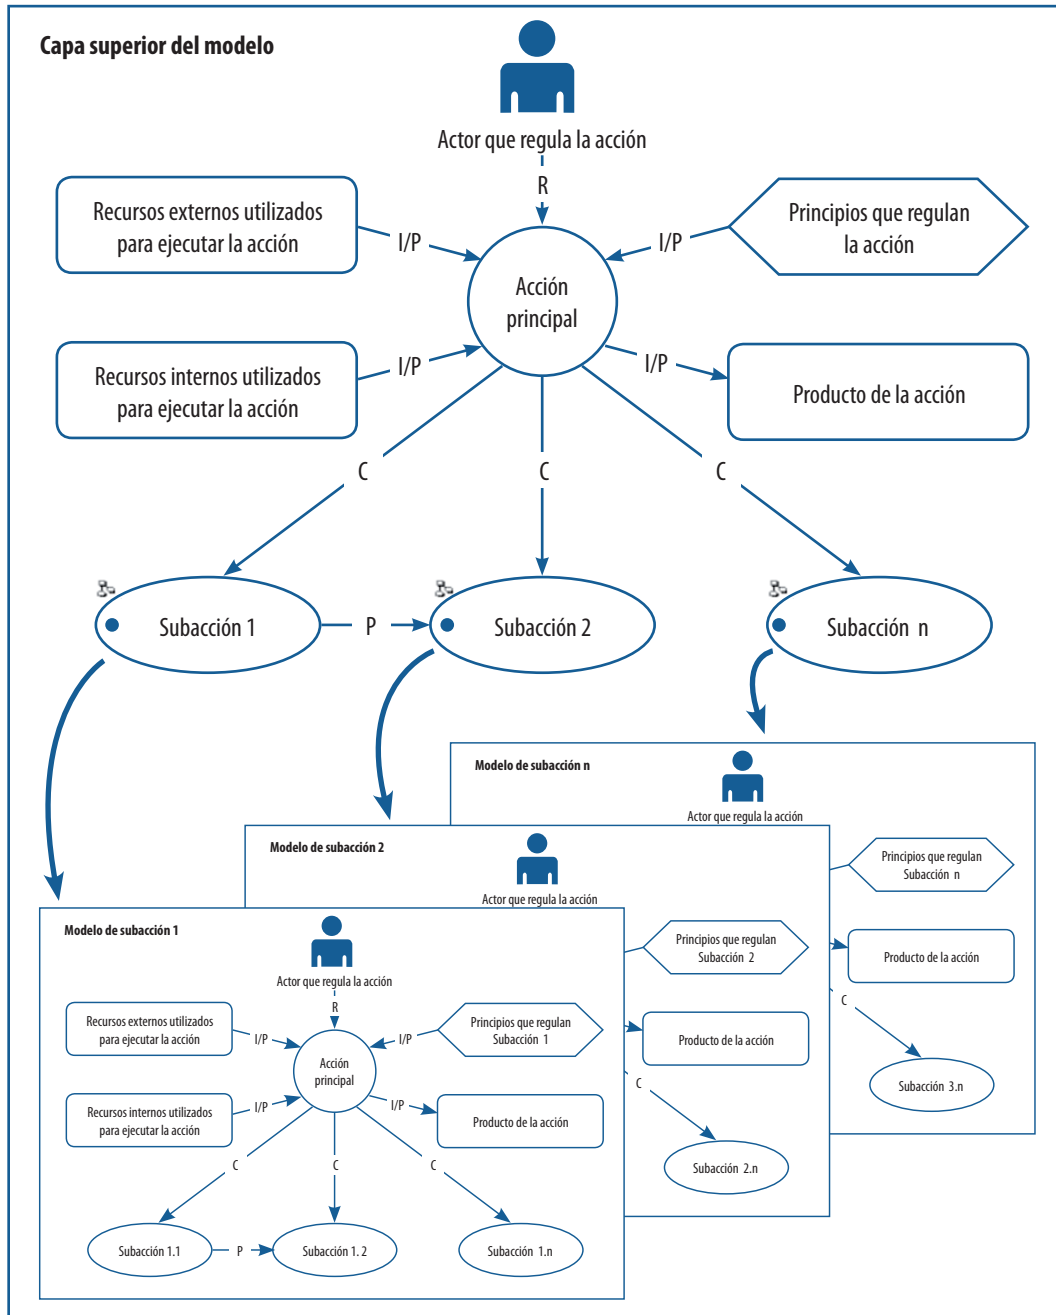 Capa superior del modelo
Actor que regula la acción
R
Recursos externos utilizados
para ejecutar la acción
I/P
I/P
Principios que regulan
la acción
Acción
principal
Recursos internos utilizados
para ejecutar la acción
I/P
I/P
Producto de la acción
C
C
C
Subacción 1
P
Subacción 2
Subacción n
Modelo de subacción n
Actor que regula la acción
Principios que regulan
Subacción n
Producto de la acción
C
Subacción 3.n
Modelo de subacción 2
Actor que regula la acción
Principios que regulan
Subacción 2
Producto de la acción
C
Subacción 2.n
Modelo de subacción 1
Actor que regula la acción
R
Recursos externos utilizados
para ejecutar la acción
I/P
I/P
Principios que regulan
Subacción 1
Acción
principal
Recursos internos utilizados
para ejecutar la acción
I/P
I/P
Producto de la acción
C
C
C
Subacción 1.1
P
Subacción 1. 2
Subacción 1.n